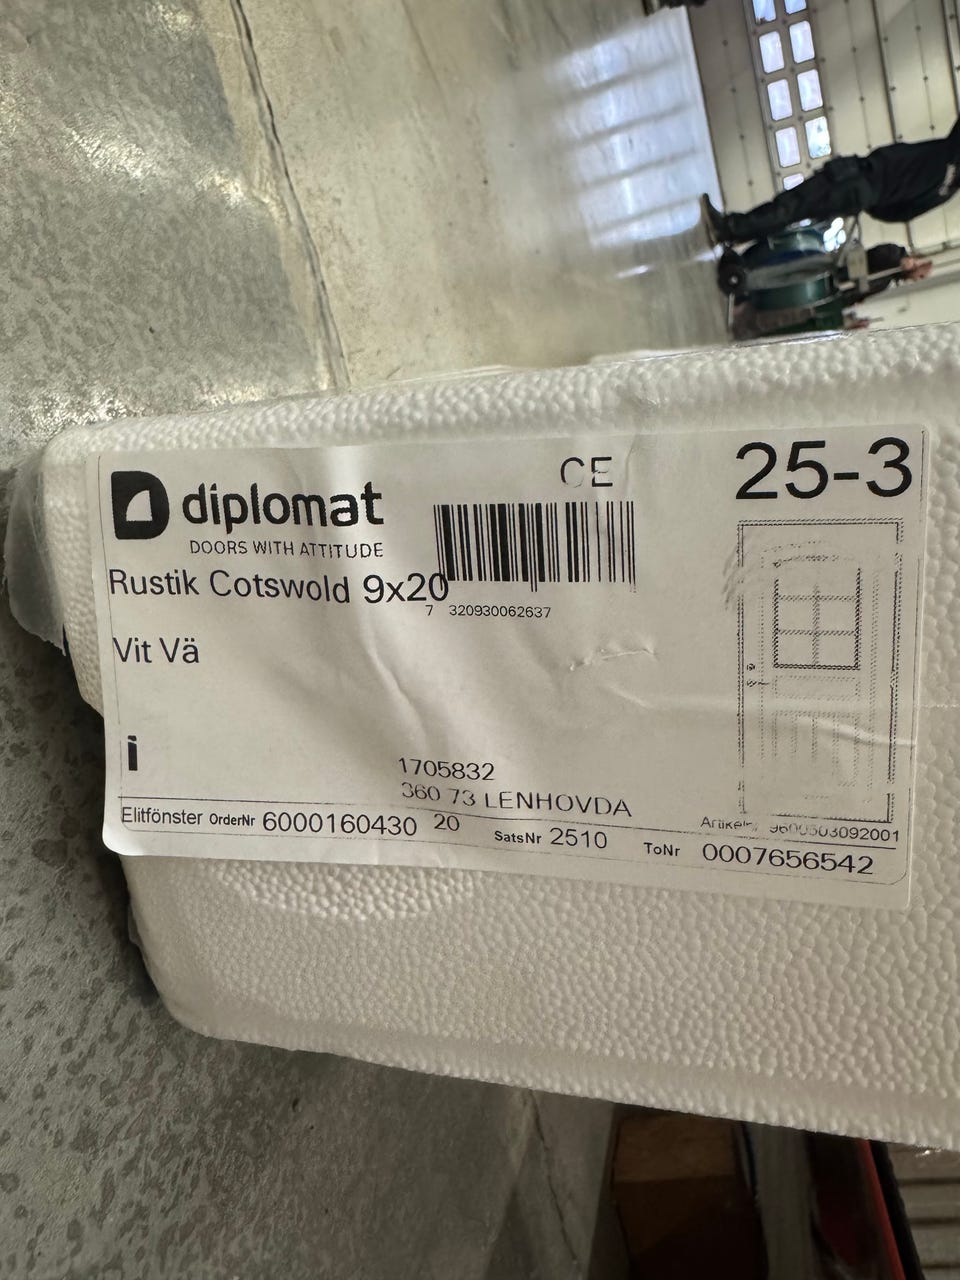 diplomat
DOORS WITH ATTITUDE
CE
25-3
Rustik Cotswold 9x20
7 320930062637
Vit Vä
i
1705832
360 73 LENHOVDA
Elitfönster OrderNr 6000160430 20 SatsNr 2510 ToNr 0007656542